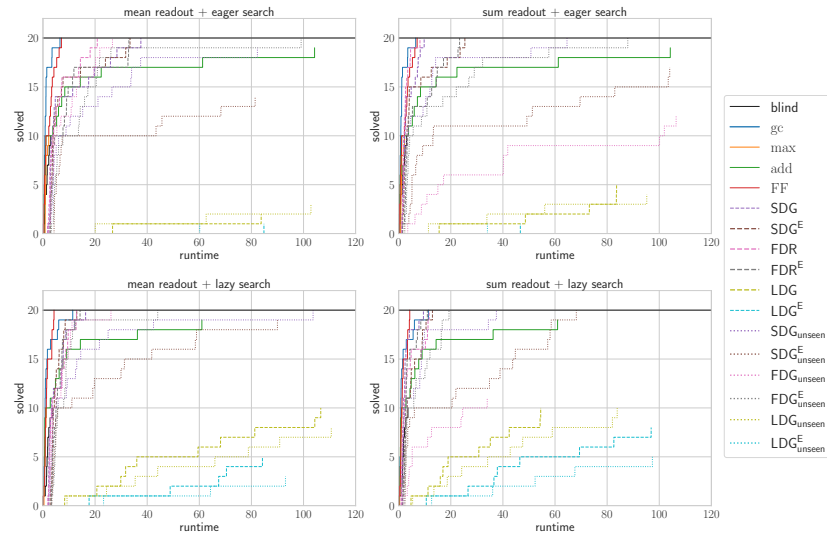 mean readout + eager search
sum readout + eager search
solved
20
15
10
5
0
0 20 40 60 80 100 120
runtime
solved
20
15
10
5
0
0 20 40 60 80 100 120
runtime
mean readout + lazy search
sum readout + lazy search
solved
20
15
10
5
0
0 20 40 60 80 100 120
runtime
solved
20
15
10
5
0
0 20 40 60 80 100 120
runtime
blind
gc
max
add
FF
SDG
SDG^E
FDR
FDR^E
LDG
LDG^E
SDG_unseen
SDG^E_unseen
FDG_unseen
FDG^E_unseen
LDG_unseen
LDG^E_unseen